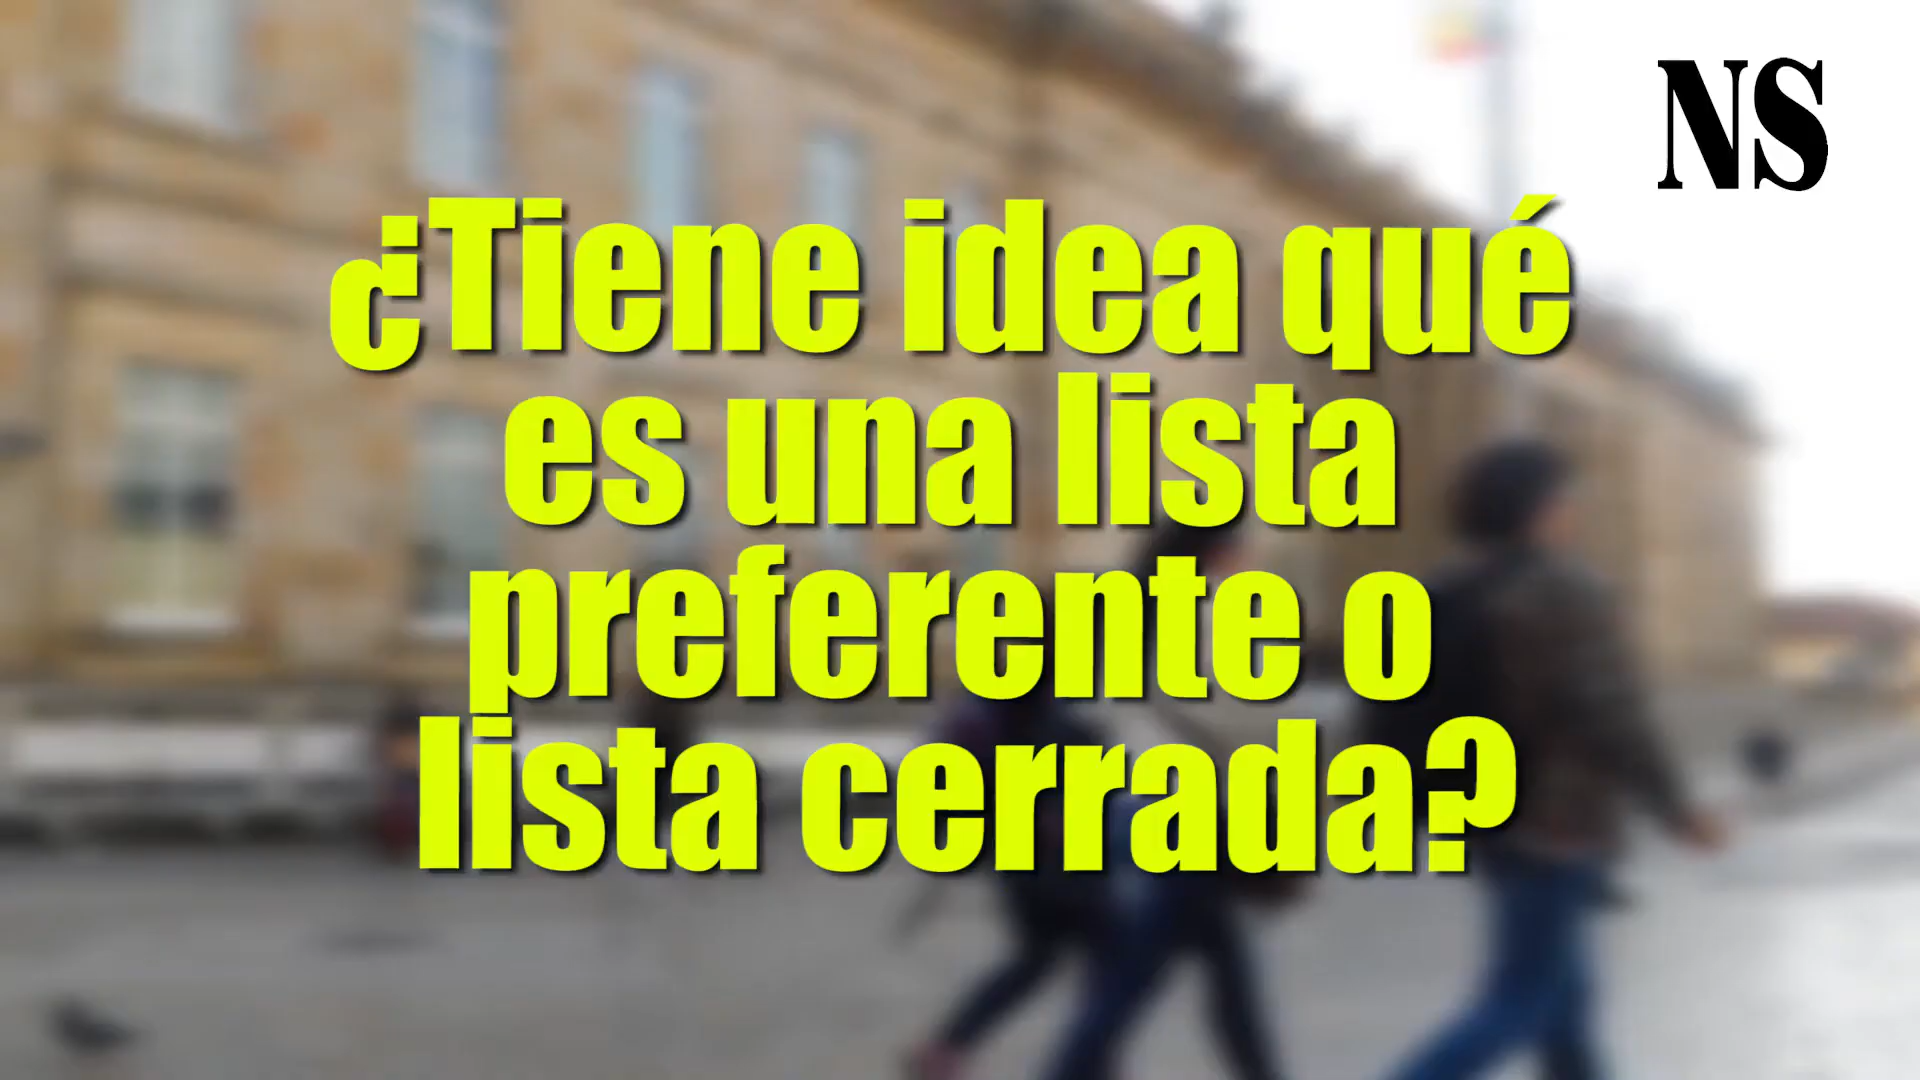 NS
¿Tiene idea qué
es una lista
preferente o
lista cerrada?